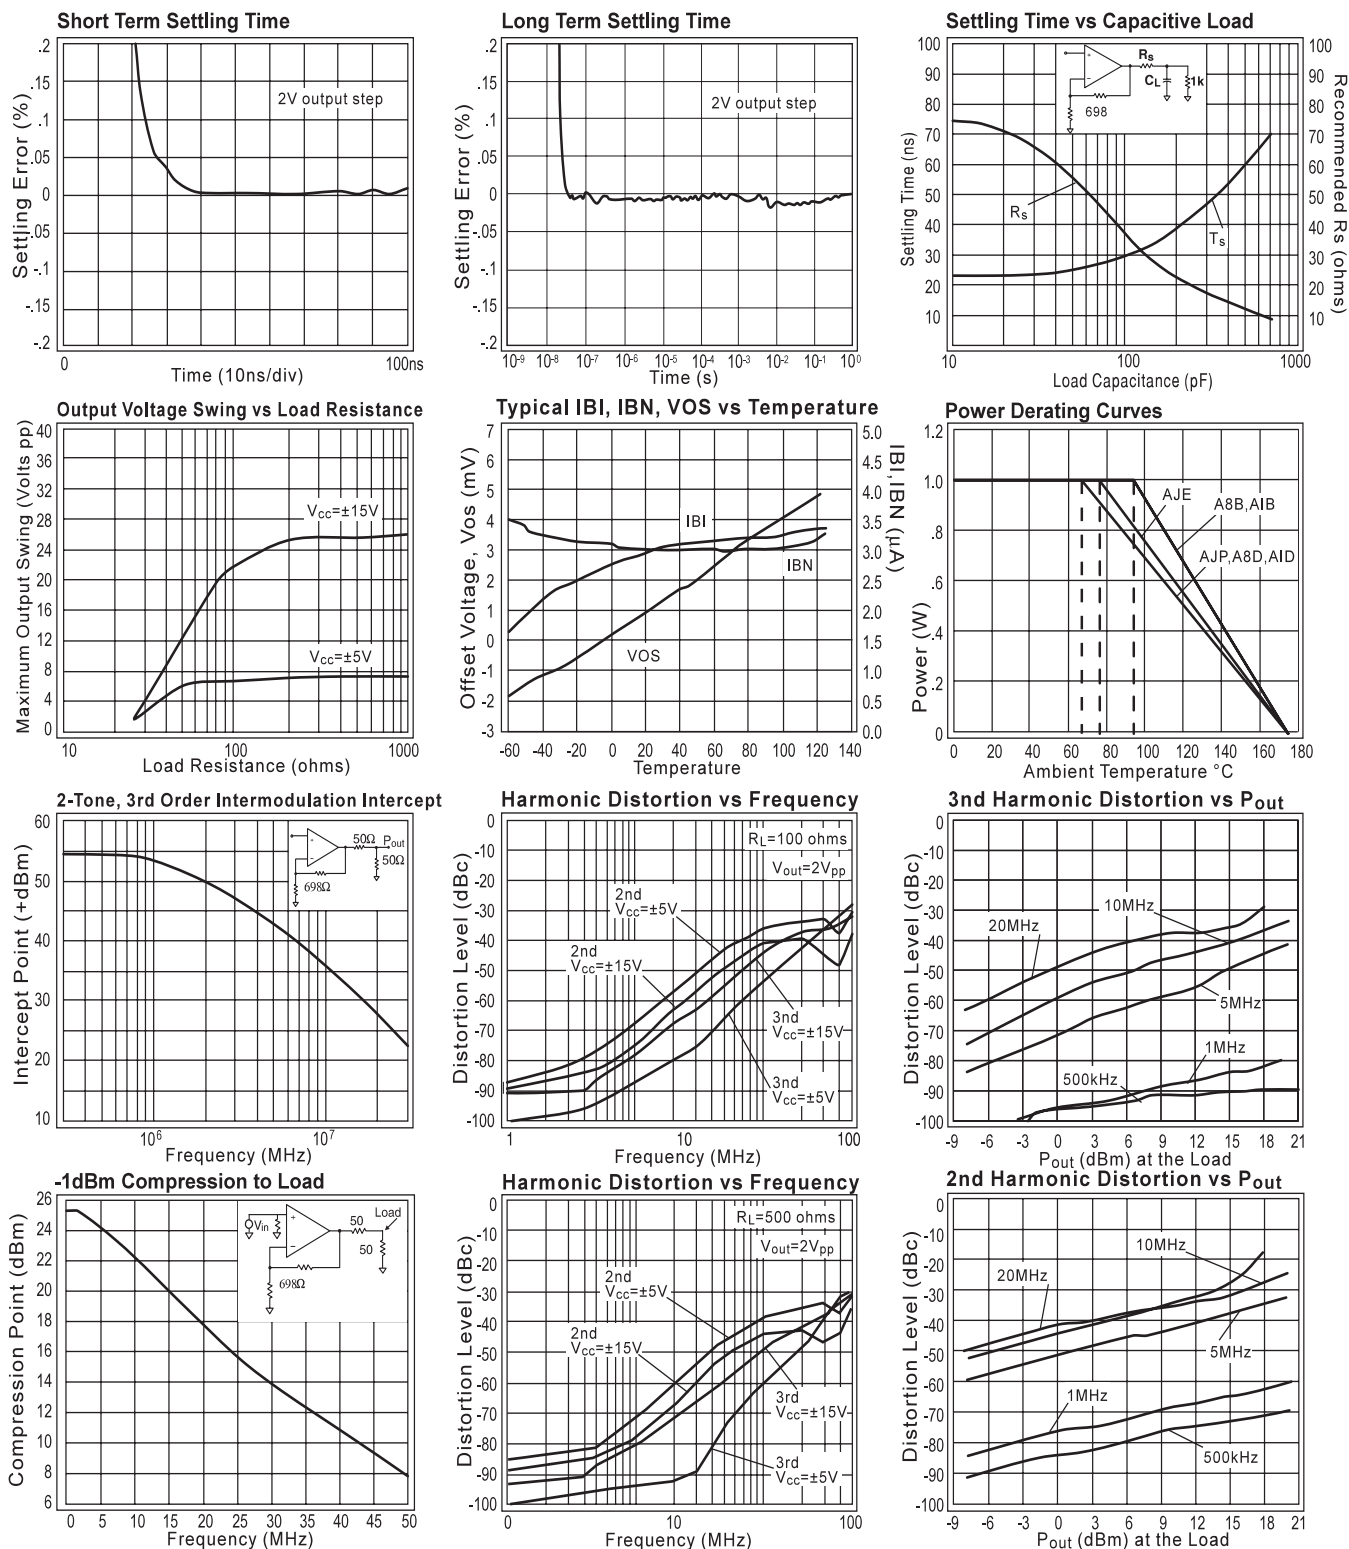 Short Term Settling Time
Settling Error (%)
.2
.15
.1
.05
0
-.05
-.1
-.15
-.2
2V output step
0
100ns
Time (10ns/div)
Long Term Settling Time
Settling Error (%)
.2
.15
.1
.05
0
-.05
-.1
-.15
-.2
2V output step
10-9 10-8 10-7 10-6 10-5 10-4 10-3 10-2 10-1 100
Time (s)
Settling Time vs Capacitive Load
Settling Time (ns)
100
90
80
70
60
50
40
30
20
10
Rs
CL
1k
698
+
-
Rs
Ts
100
90
80
70
60
50
40
30
20
10
Recommended Rs (ohms)
10 100 1000
Load Capacitance (pF)
Output Voltage Swing vs Load Resistance
Maximum Output Swing (Volts pp)
40
36
32
28
24
20
16
12
8
4
0
Vcc=±15V
Vcc=±5V
10 100 1000
Load Resistance (ohms)
Typical IBI, IBN, VOS vs Temperature
Offset Voltage, Vos (mV)
7
6
5
4
3
2
1
0
-1
-2
-3
IBI
IBN
VOS
5.0
4.5
4.0
3.5
3.0
2.5
2.0
1.5
1.0
0.5
0.0
IBI, IBN (µA)
-60 -40 -20 0 20 40 60 80 100 120 140
Temperature
Power Derating Curves
Power (W)
1.2
1.0
.8
.6
.4
.2
0
AJE
A8B,AIB
AJP,A8D,AID
0 20 40 60 80 100 120 140 160 180
Ambient Temperature °C
2-Tone, 3rd Order Intermodulation Intercept
Intercept Point (+dBm)
60
50
40
30
20
10
+
-
50Ω
Pout
50Ω
698Ω
106 107
Frequency (MHz)
Harmonic Distortion vs Frequency
Distortion Level (dBc)
0
-10
-20
-30
-40
-50
-60
-70
-80
-90
-100
RL=100 ohms
Vout=2Vpp
2nd
Vcc=±5V
2nd
Vcc=±15V
3nd
Vcc=±15V
3nd
Vcc=±5V
1 10 100
Frequency (MHz)
3nd Harmonic Distortion vs Pout
Distortion Level (dBc)
0
-10
-20
-30
-40
-50
-60
-70
-80
-90
-100
10MHz
20MHz
5MHz
1MHz
500kHz
-9 -6 -3 0 3 6 9 12 15 18 21
Pout (dBm) at the Load
-1dBm Compression to Load
Compression Point (dBm)
26
24
22
20
18
16
14
12
10
8
6
Vin
+
-
50
Load
50
698Ω
0 5 10 15 20 25 30 35 40 45 50
Frequency (MHz)
Harmonic Distortion vs Frequency
Distortion Level (dBc)
0
-10
-20
-30
-40
-50
-60
-70
-80
-90
-100
RL=500 ohms
Vout=2Vpp
2nd
Vcc=±5V
2nd
Vcc=±15V
3rd
Vcc=±15V
3rd
Vcc=±5V
0 10 100
Frequency (MHz)
2nd Harmonic Distortion vs Pout
Distortion Level (dBc)
0
-10
-20
-30
-40
-50
-60
-70
-80
-90
-100
10MHz
20MHz
5MHz
1MHz
500kHz
-9 -6 -3 0 3 6 9 12 15 18 21
Pout (dBm) at the Load